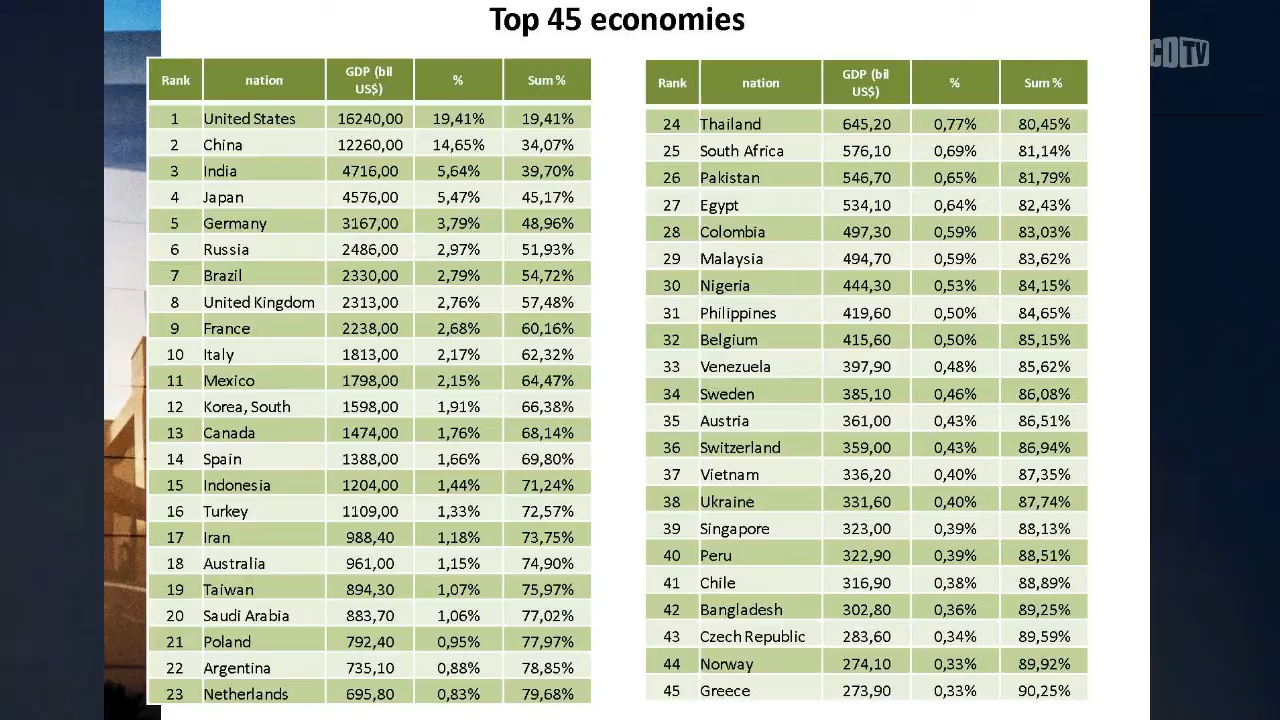 Top 45 economies
CDTV
Rank nation GDP (bil US$) % Sum %
1 United States 16240,00 19,41% 19,41%
2 China 12260,00 14,65% 34,07%
3 India 4716,00 5,64% 39,70%
4 Japan 4576,00 5,47% 45,17%
5 Germany 3167,00 3,79% 48,96%
6 Russia 2486,00 2,97% 51,93%
7 Brazil 2330,00 2,79% 54,72%
8 United Kingdom 2313,00 2,76% 57,48%
9 France 2238,00 2,68% 60,16%
10 Italy 1813,00 2,17% 62,32%
11 Mexico 1798,00 2,15% 64,47%
12 Korea, South 1598,00 1,91% 66,38%
13 Canada 1474,00 1,76% 68,14%
14 Spain 1388,00 1,66% 69,80%
15 Indonesia 1204,00 1,44% 71,24%
16 Turkey 1109,00 1,33% 72,57%
17 Iran 988,40 1,18% 73,75%
18 Australia 961,00 1,15% 74,90%
19 Taiwan 894,30 1,07% 75,97%
20 Saudi Arabia 883,70 1,06% 77,02%
21 Poland 792,40 0,95% 77,97%
22 Argentina 735,10 0,88% 78,85%
23 Netherlands 695,80 0,83% 79,68%
Rank nation GDP (bil US$) % Sum %
24 Thailand 645,20 0,77% 80,45%
25 South Africa 576,10 0,69% 81,14%
26 Pakistan 546,70 0,65% 81,79%
27 Egypt 534,10 0,64% 82,43%
28 Colombia 497,30 0,59% 83,03%
29 Malaysia 494,70 0,59% 83,62%
30 Nigeria 444,30 0,53% 84,15%
31 Philippines 419,60 0,50% 84,65%
32 Belgium 415,60 0,50% 85,15%
33 Venezuela 397,90 0,48% 85,62%
34 Sweden 385,10 0,46% 86,08%
35 Austria 361,00 0,43% 86,51%
36 Switzerland 359,00 0,43% 86,94%
37 Vietnam 336,20 0,40% 87,35%
38 Ukraine 331,60 0,40% 87,74%
39 Singapore 323,00 0,39% 88,13%
40 Peru 322,90 0,39% 88,51%
41 Chile 316,90 0,38% 88,89%
42 Bangladesh 302,80 0,36% 89,25%
43 Czech Republic 283,60 0,34% 89,59%
44 Norway 274,10 0,33% 89,92%
45 Greece 273,90 0,33% 90,25%